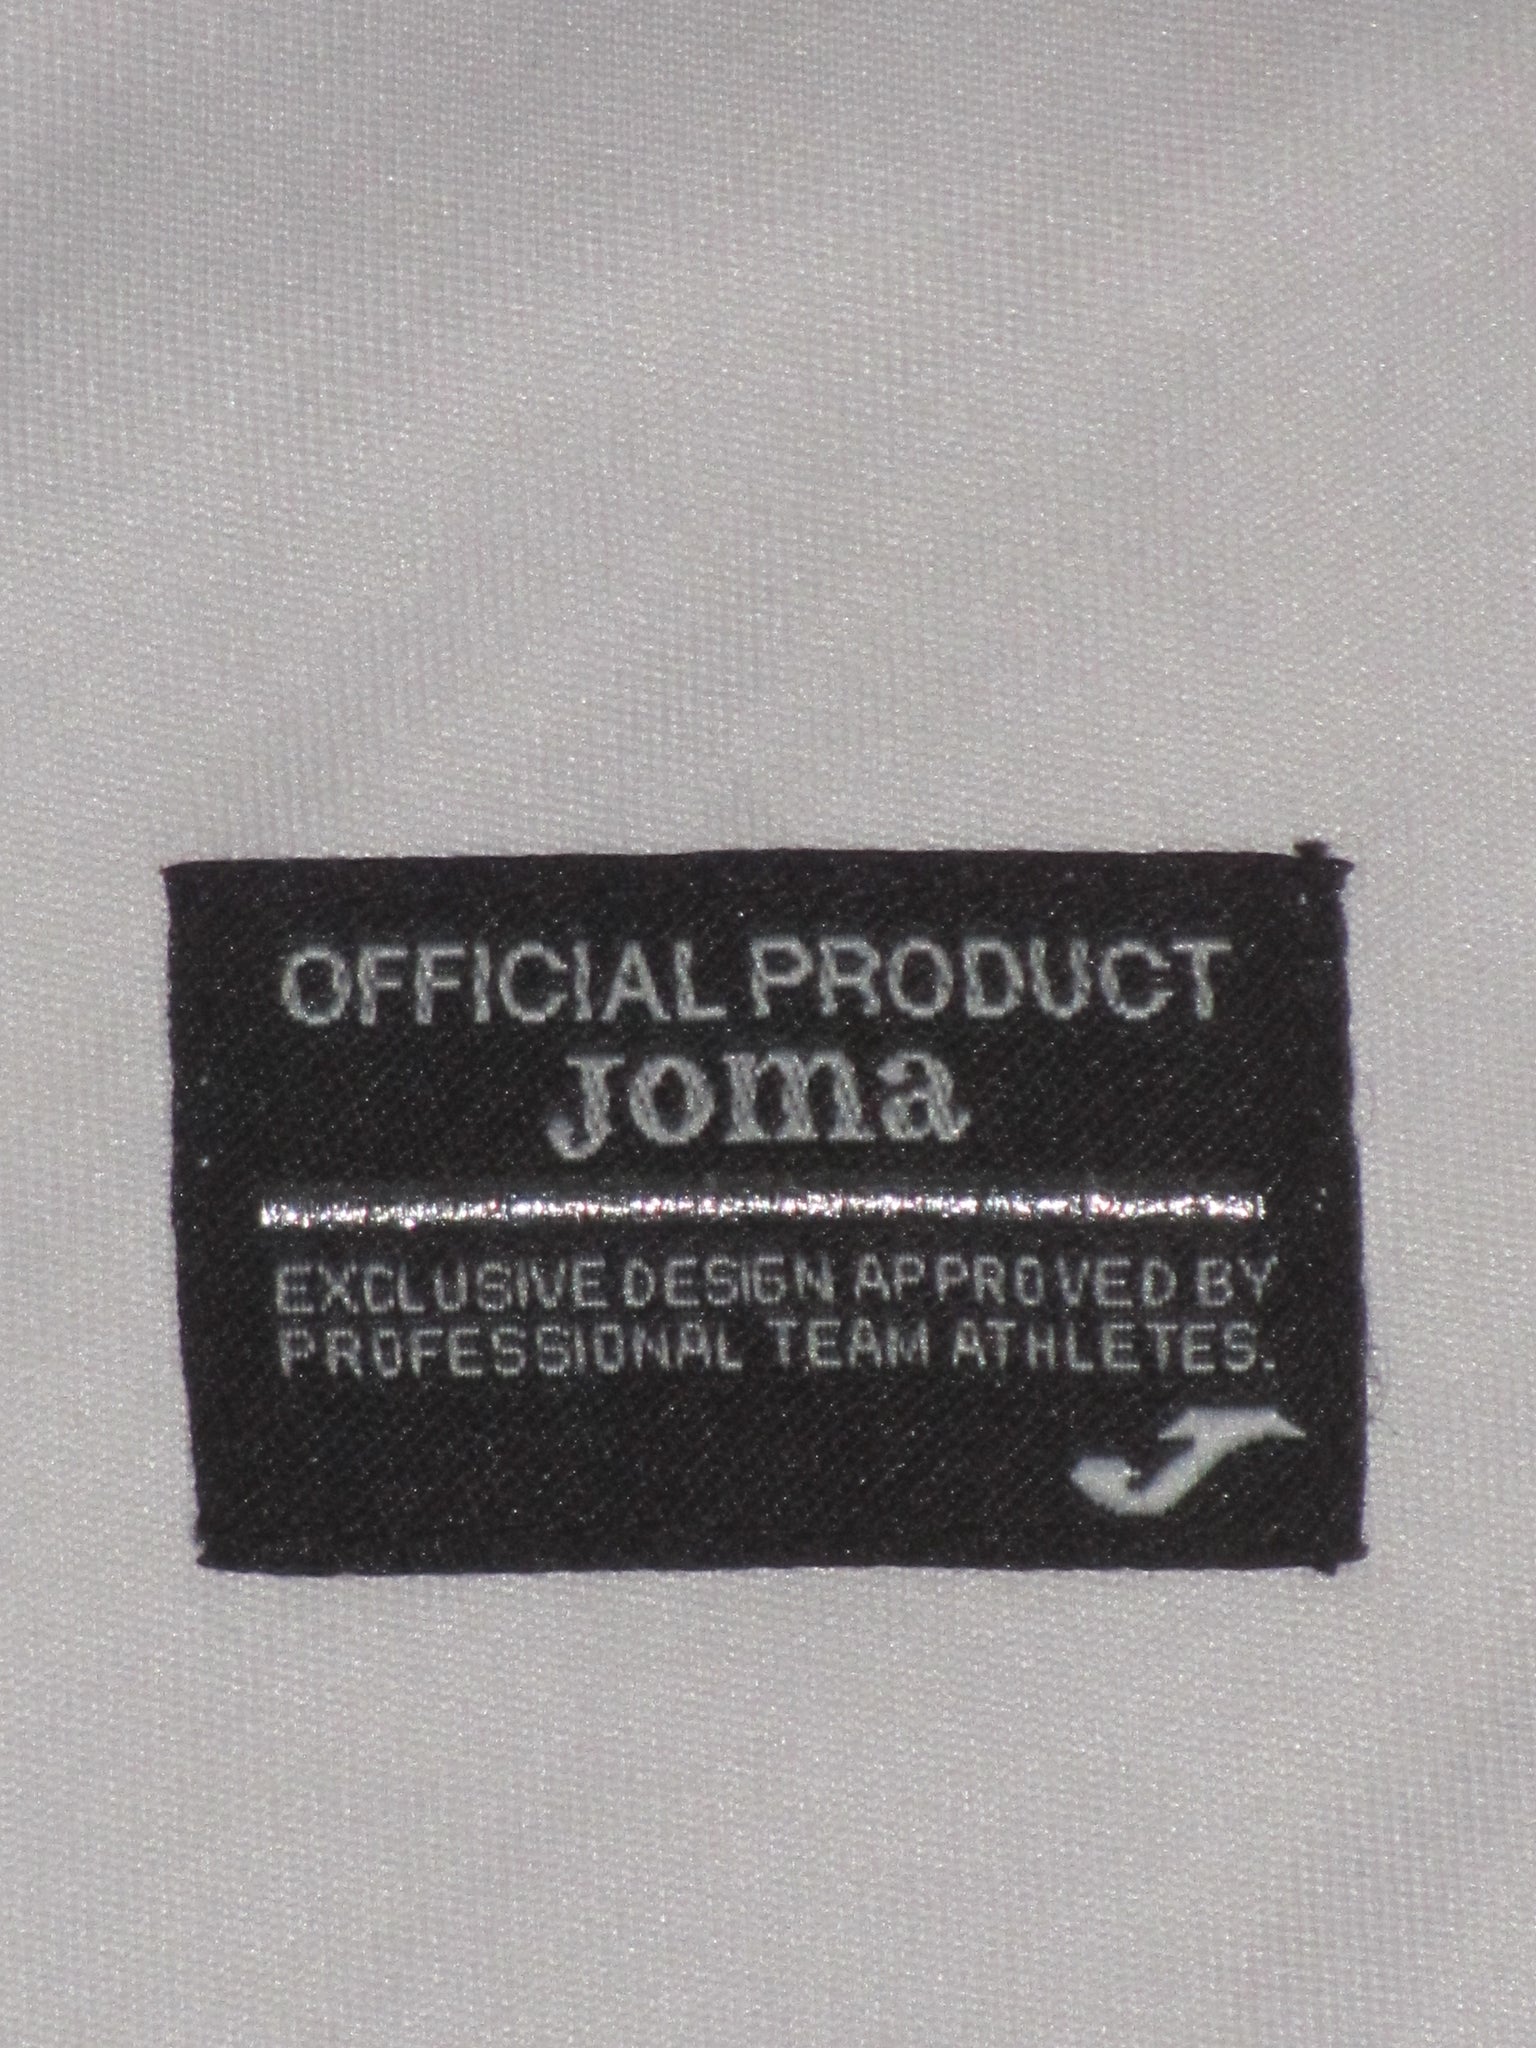 OFFICIAL PRODUCT
Joma
EXCLUSIVE DESIGN APPROVED BY
PROFESSIONAL TEAM ATHLETES.